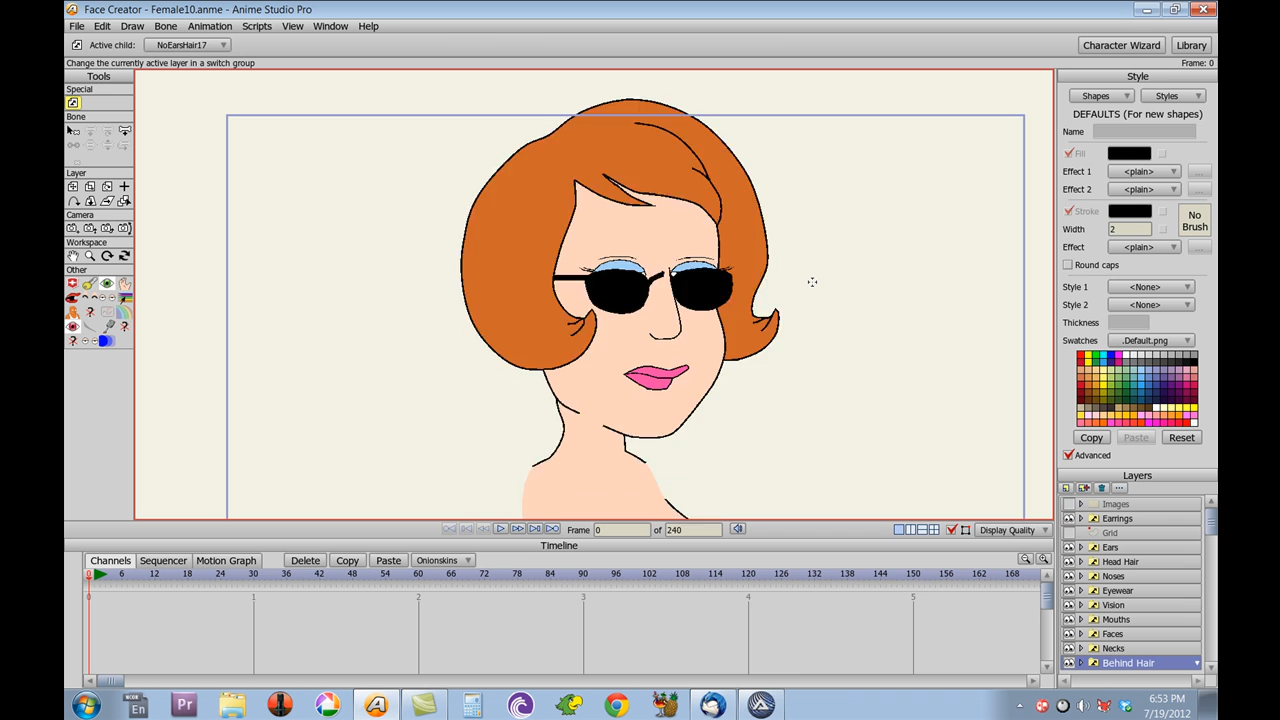 Face Creator - Female10.anme - Anime Studio Pro
File Edit Draw Bone Animation Scripts View Window Help
Active child: NoEarsHair17 Character Wizard Library
Change the currently active layer in a switch group Frame: 0
Tools
Special
Bone
Layer
Camera
Workspace
Other
Style
Shapes Styles
DEFAULTS (For new shapes)
Name
Fill
Effect 1 <plain> ...
Effect 2 <plain> ...
Stroke No Brush
Width 2
Effect <plain> ...
Round caps
Style 1 <None>
Style 2 <None>
Thickness
Swatches .Default.png
Copy Paste Reset
Advanced
Layers
Images
Earrings
Grid
Ears
Head Hair
Noses
Eyewear
Vision
Mouths
Faces
Necks
Behind Hair
Frame 0 of 240 Display Quality
Timeline
Channels Sequencer Motion Graph Delete Copy Paste Onionskins
0 6 12 18 24 30 36 42 48 54 60 66 72 78 84 90 96 102 108 114 120 126 132 138 144 150 156 162 168
0 1 2 3 4 5
En Pr
6:53 PM
7/19/2012